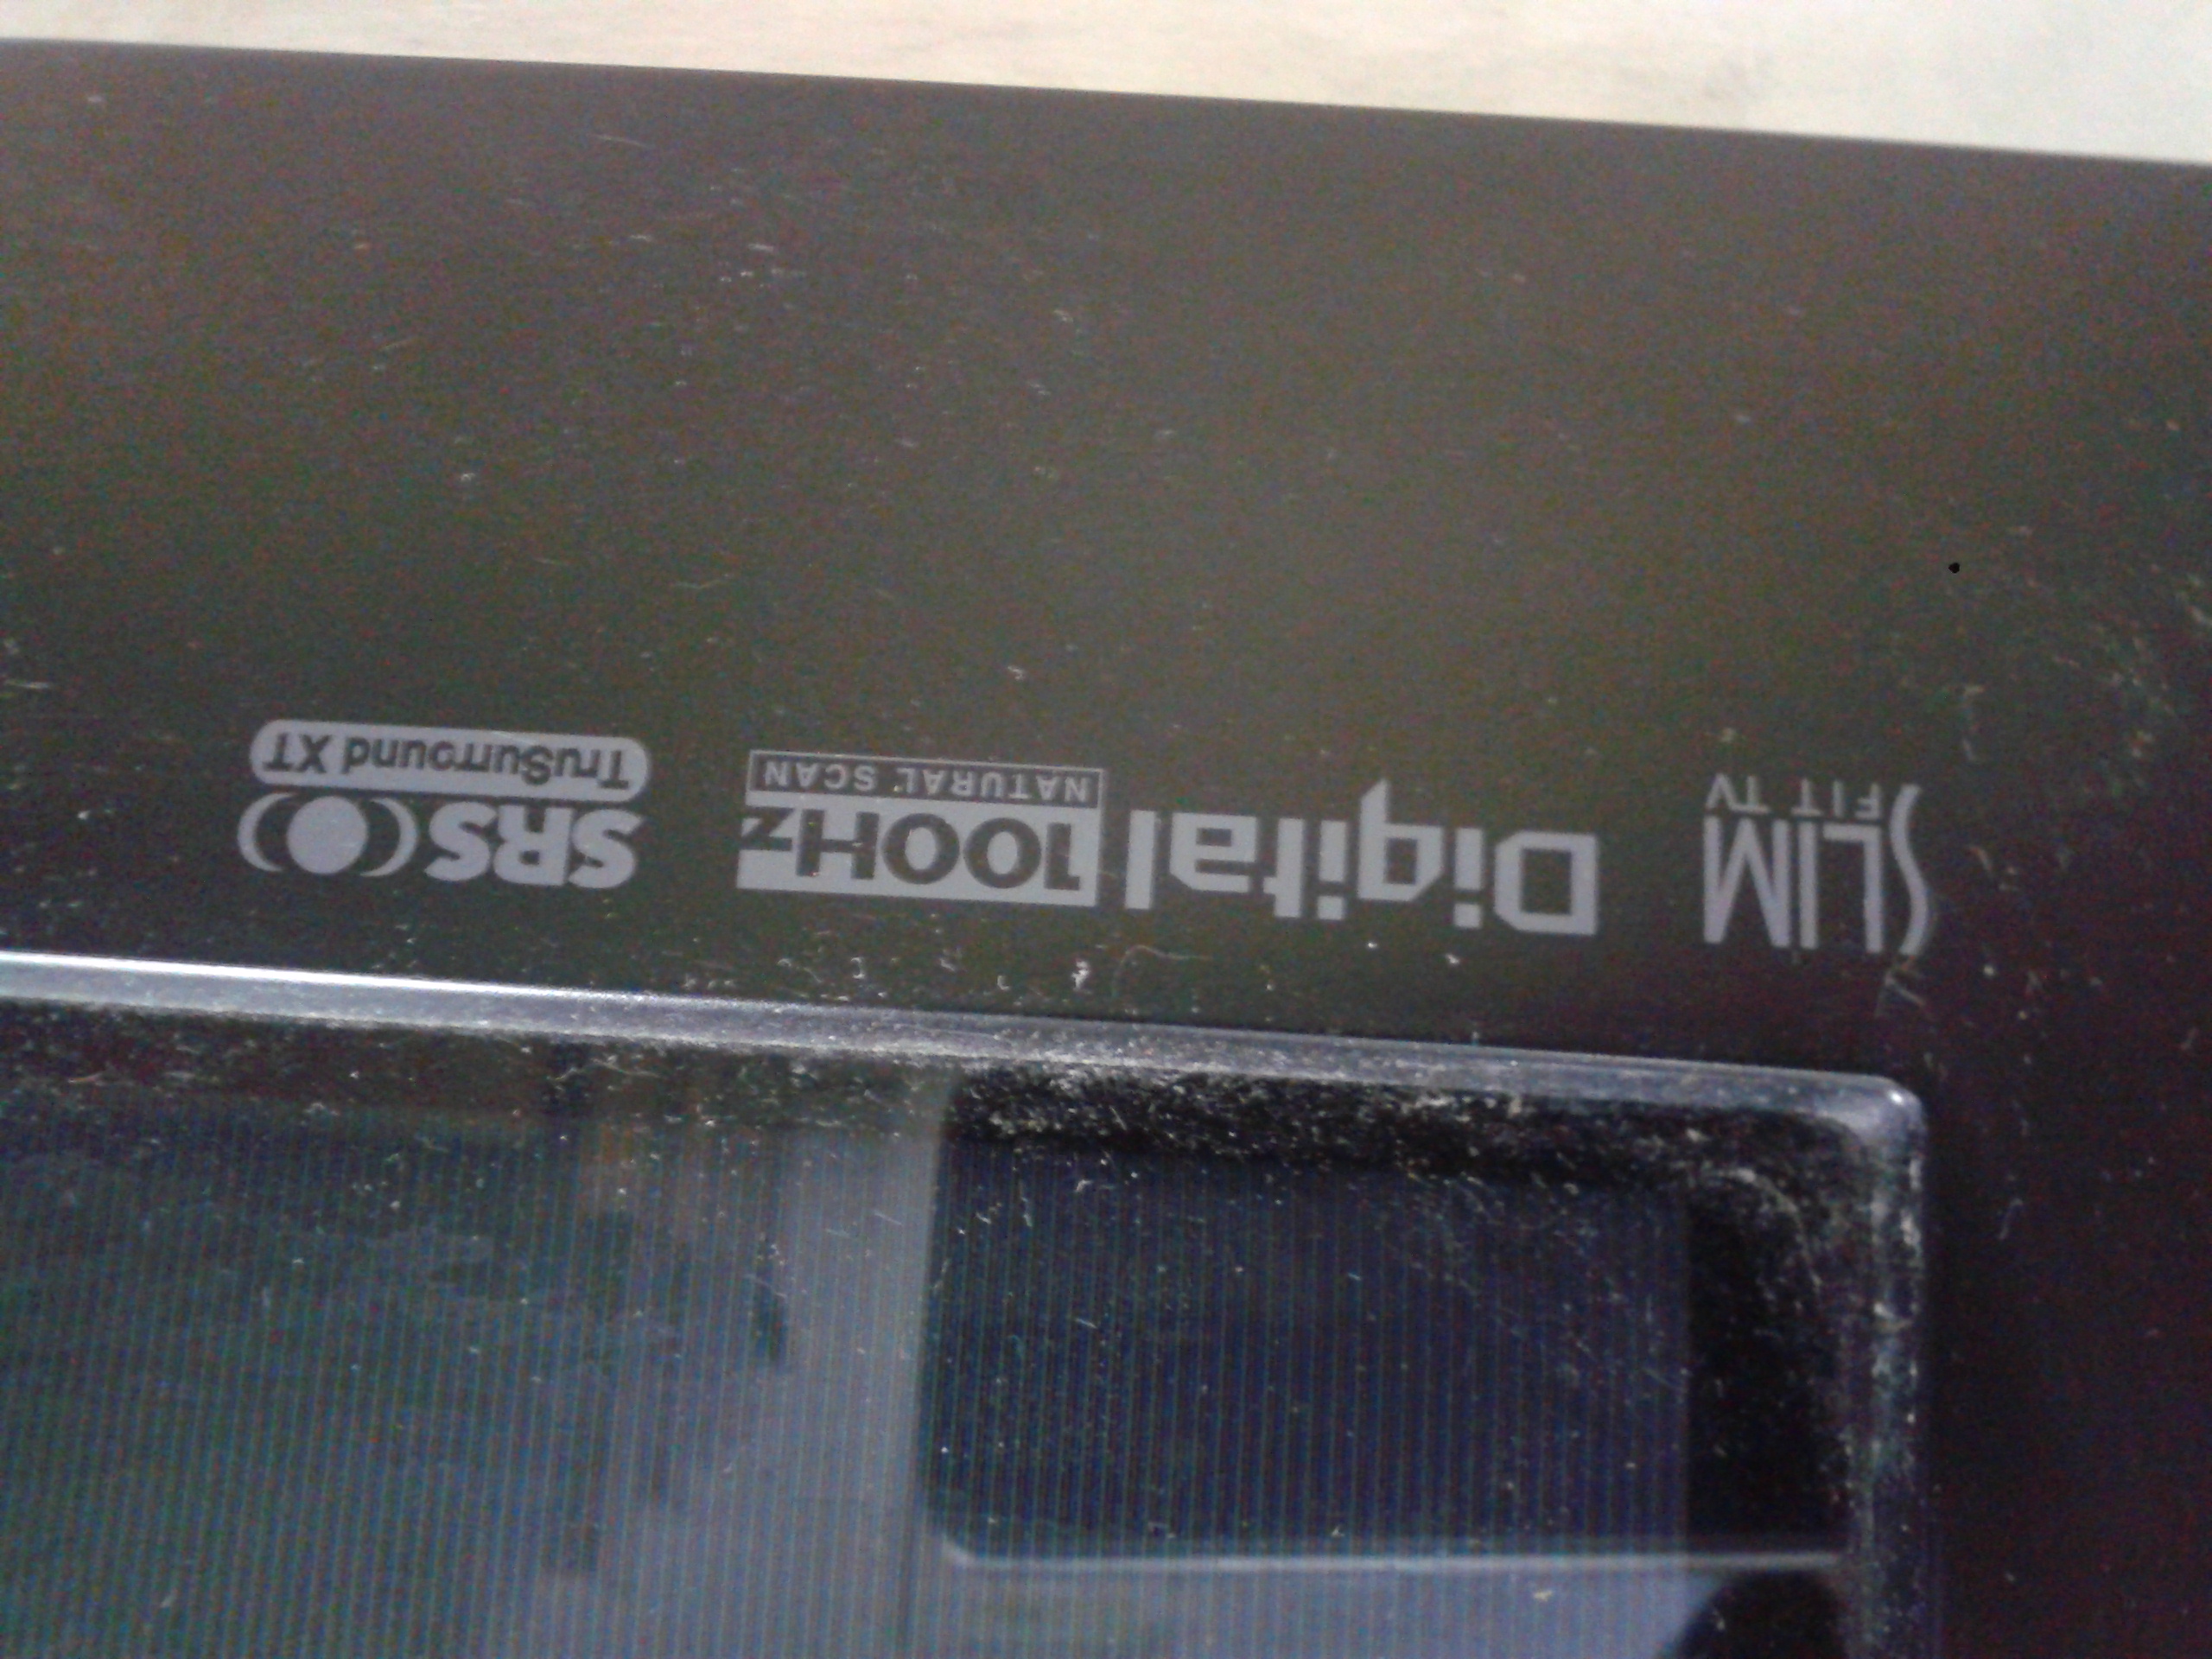 SLIM
FIT TV
Digital 100Hz
NATURAL SCAN
SRS
TruSurround XT